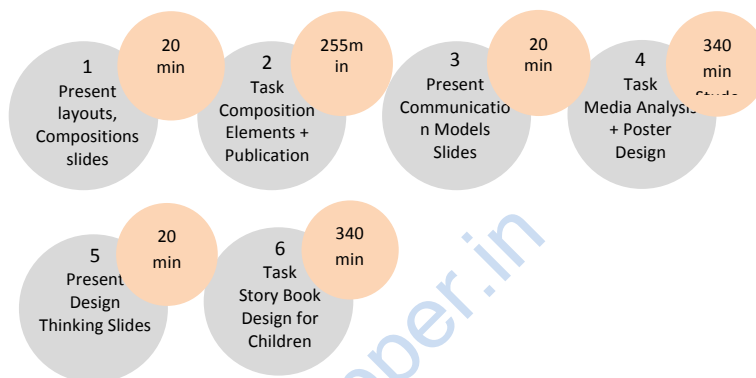 20
min
1
Present
layouts,
Compositions
slides
255m
in
2
Task
Composition
Elements +
Publication
20
min
3
Present
Communicatio
n Models
Slides
340
min
4
Task
Media Analysis
+ Poster
Design
20
min
5
Present
Design
Thinking Slides
340
min
6
Task
Story Book
Design for
Children
per.in